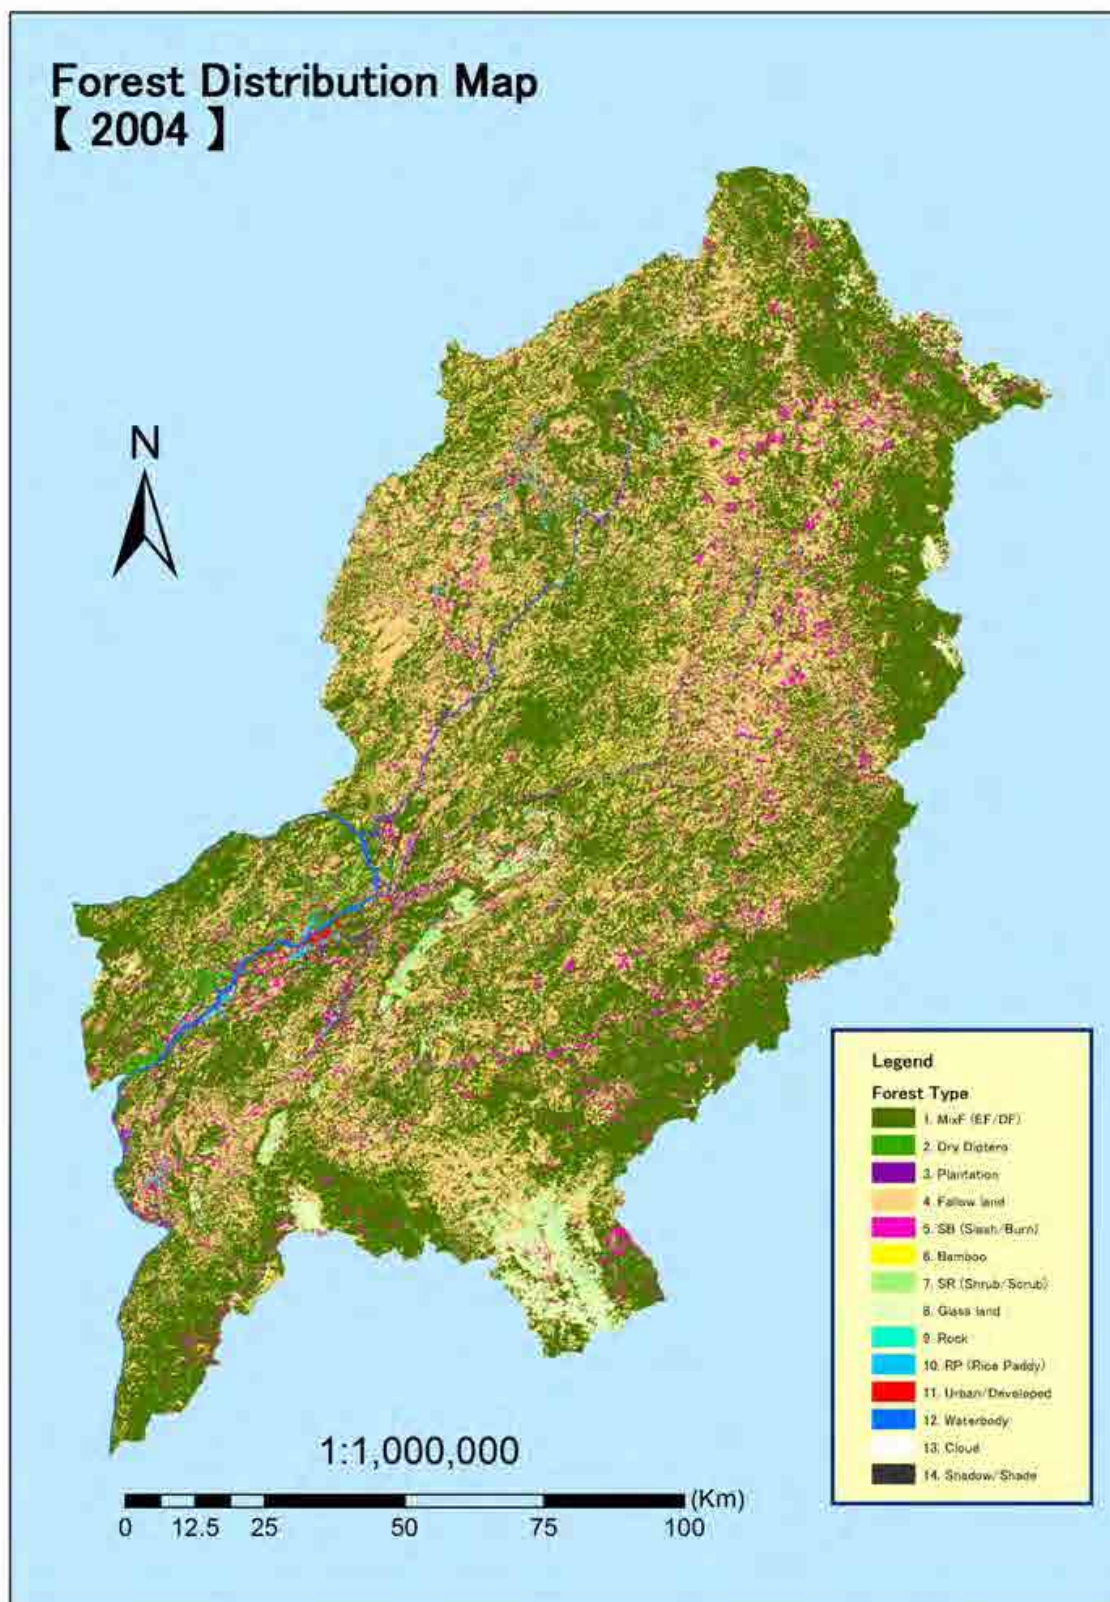 Forest Distribution Map
【 2004 】
N
Legend
Forest Type
1. MixF (EF/DF)
2. Dry Diptero
3. Plantation
4. Fallow land
5. SB (Slash/Burn)
6. Bamboo
7. SR (Shrub/Scrub)
8. Glass land
9. Rock
10. RP (Rice Paddy)
11. Urban/Developed
12. Waterbody
13. Cloud
14. Shadow/Shade
1:1,000,000
(Km)
0 12.5 25 50 75 100